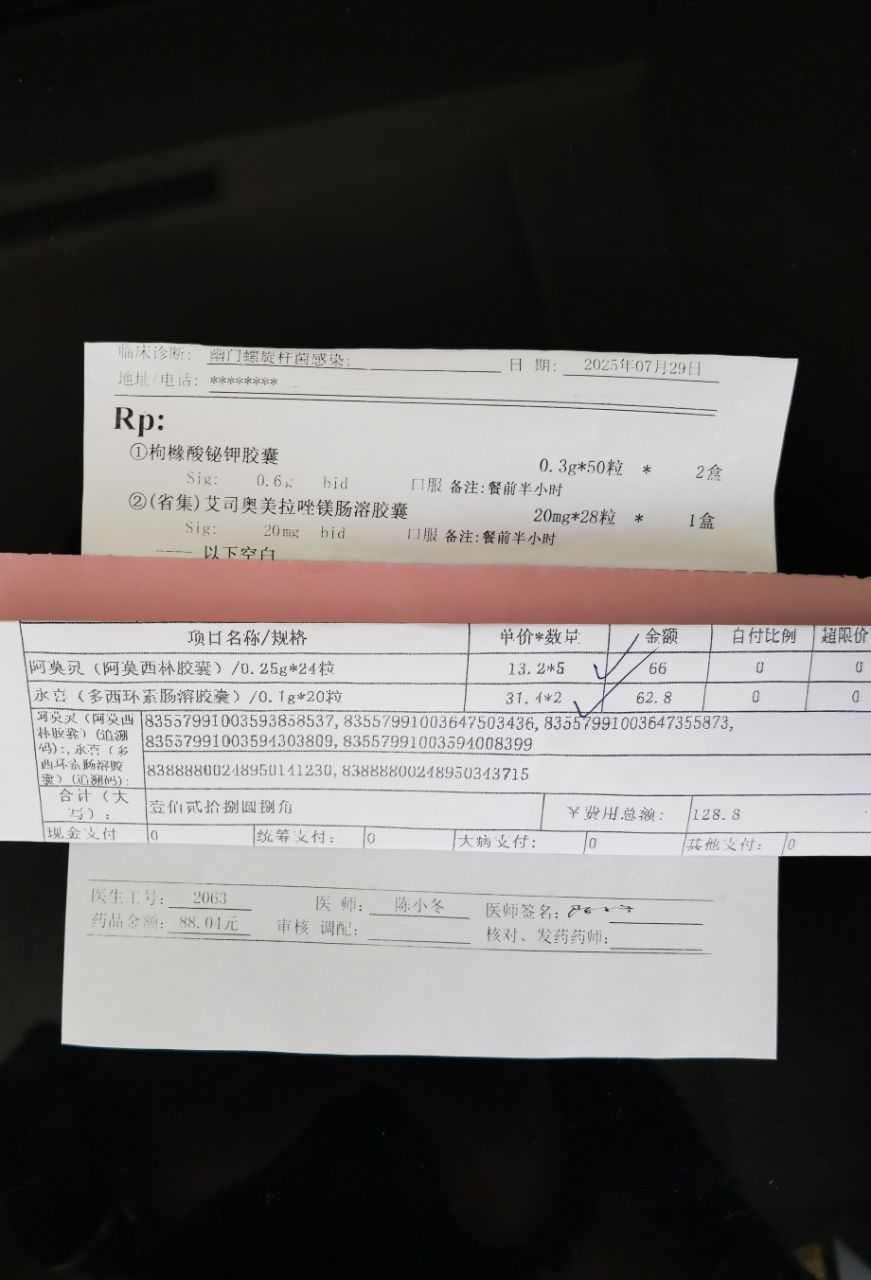 临床诊断: 幽门螺旋杆菌感染; 日 期: 2025年07月29日
地址/电话: ********
Rp:
①枸橼酸铋钾胶囊 0.3g*50粒 * 2盒
Sig: 0.6g bid 口服 备注:餐前半小时
②(省集)艾司奥美拉唑镁肠溶胶囊 20mg*28粒 * 1盒
Sig: 20mg bid 口服 备注:餐前半小时
---- 以下空白
项目名称/规格 单价*数量 金额 自付比例 超限价
阿莫灵（阿莫西林胶囊）/0.25g*24粒 13.2*5 66 0 0
永喜（多西环素肠溶胶囊）/0.1g*20粒 31.4*2 62.8 0 0
阿莫灵（阿莫西林胶囊）（追溯码）:，永喜（多西环素肠溶胶囊）（追溯码）:
83557991003593858537, 83557991003647503436, 83557991003647355873,
83557991003594303809, 83557991003594008399
83888800248950141230, 83888800248950343715
合计（大写）: 壹佰贰拾捌圆捌角 ￥费用总额: 128.8
现金支付 0 统筹支付: 0 大病支付: 0 其他支付: 0
医生工号: 2063 医 师: 陈小冬 医师签名:
药品金额: 88.04元 审核 调配: 核对、发药药师: